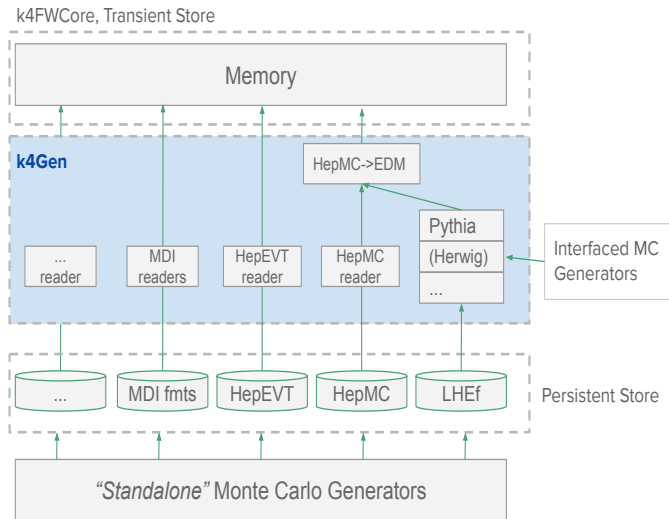 k4FWCore, Transient Store
Memory
k4Gen
HepMC->EDM
Pythia
(Herwig)
...
...
reader
MDI
readers
HepEVT
reader
HepMC
reader
Interfaced MC
Generators
...
MDI fmts
HepEVT
HepMC
LHEf
Persistent Store
"Standalone" Monte Carlo Generators